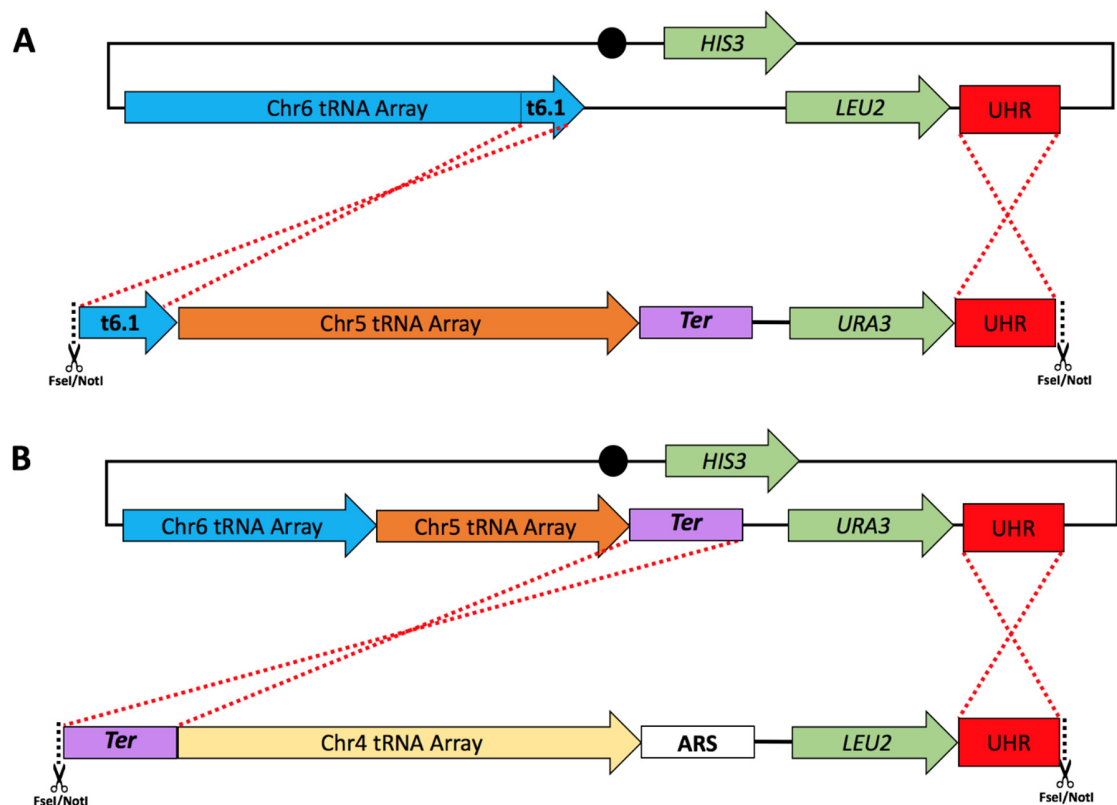 A
HIS3
Chr6 tRNA Array
t6.1
LEU2
UHR
t6.1
Chr5 tRNA Array
Ter
URA3
UHR
FseI/NotI
FseI/NotI
B
HIS3
Chr6 tRNA Array
Chr5 tRNA Array
Ter
URA3
UHR
Ter
Chr4 tRNA Array
ARS
LEU2
UHR
FseI/NotI
FseI/NotI